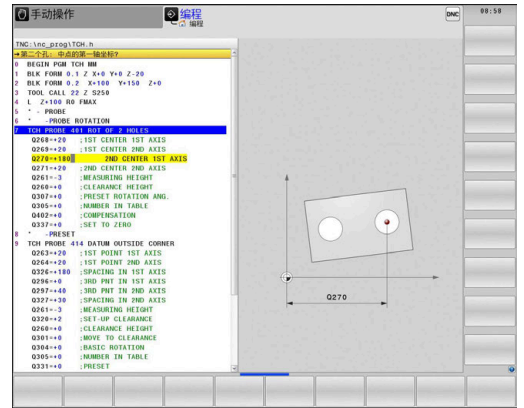 手动操作
编程
编程
DNC
08:58
TNC:\nc_prog\TCH.h
→第二个孔: 中点的第一轴坐标?
0 BEGIN PGM TCH MM
1 BLK FORM 0.1 Z X+0 Y+0 Z-20
2 BLK FORM 0.2 X+100 Y+150 Z+0
3 TOOL CALL 22 Z S250
4 L Z+100 R0 FMAX
5 * - PROBE
6 * -PROBE ROTATION
7 TCH PROBE 401 ROT OF 2 HOLES
Q268=+20 ;1ST CENTER 1ST AXIS
Q269=+20 ;1ST CENTER 2ND AXIS
Q270=+180 2ND CENTER 1ST AXIS
Q271=+20 ;2ND CENTER 2ND AXIS
Q261=-3 ;MEASURING HEIGHT
Q260=+0 ;CLEARANCE HEIGHT
Q307=+0 ;PRESET ROTATION ANG.
Q305=+0 ;NUMBER IN TABLE
Q402=+0 ;COMPENSATION
Q337=+0 ;SET TO ZERO
8 * -PRESET
9 TCH PROBE 414 DATUM OUTSIDE CORNER
Q263=+20 ;1ST POINT 1ST AXIS
Q264=+20 ;1ST POINT 2ND AXIS
Q326=+180 ;SPACING IN 1ST AXIS
Q296=+0 ;3RD PNT IN 1ST AXIS
Q297=+40 ;3RD PNT IN 2ND AXIS
Q327=+30 ;SPACING IN 2ND AXIS
Q261=-3 ;MEASURING HEIGHT
Q320=+2 ;SET-UP CLEARANCE
Q260=+0 ;CLEARANCE HEIGHT
Q301=+0 ;MOVE TO CLEARANCE
Q304=+0 ;BASIC ROTATION
Q305=+0 ;NUMBER IN TABLE
Q331=+0 ;PRESET
Q270